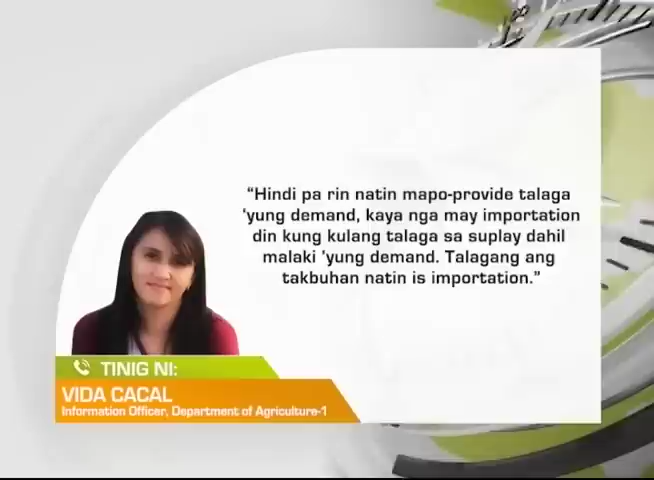 “Hindi pa rin natin mapo-provide talaga
‘yung demand, kaya nga may importation
din kung kulang talaga sa suplay dahil
malaki ‘yung demand. Talagang ang
takbuhan natin is importation.”
TINIG NI:
VIDA CACAL
Information Officer, Department of Agriculture-1